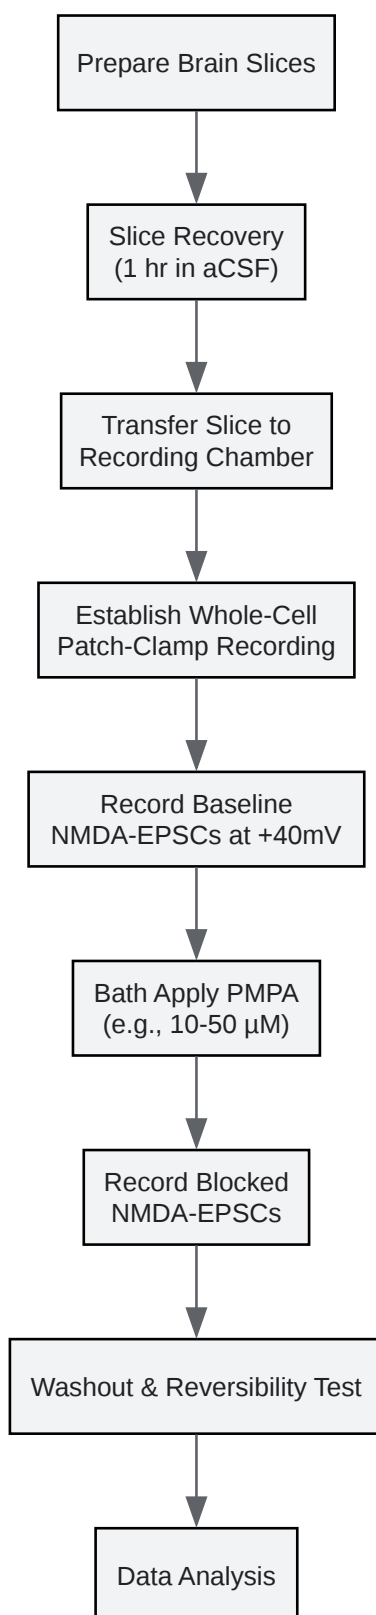 Prepare Brain Slices
Slice Recovery
(1 hr in aCSF)
Transfer Slice to
Recording Chamber
Establish Whole-Cell
Patch-Clamp Recording
Record Baseline
NMDA-EPSCs at +40mV
Bath Apply PMPA
(e.g., 10-50 µM)
Record Blocked
NMDA-EPSCs
Washout & Reversibility Test
Data Analysis